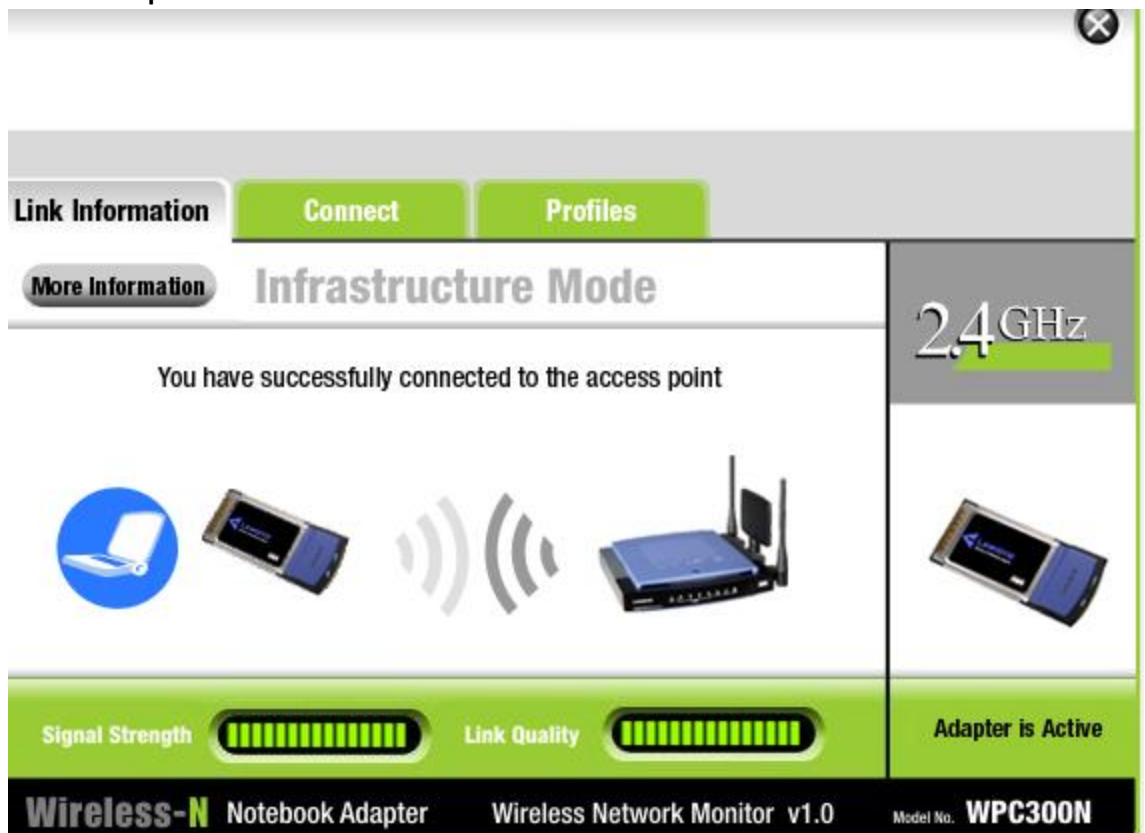 Link Information
Connect
Profiles
More Information
Infrastructure Mode
2.4GHz
You have successfully connected to the access point
Signal Strength
Link Quality
Adapter is Active
Wireless-N Notebook Adapter Wireless Network Monitor v1.0 Model No. WPC300N